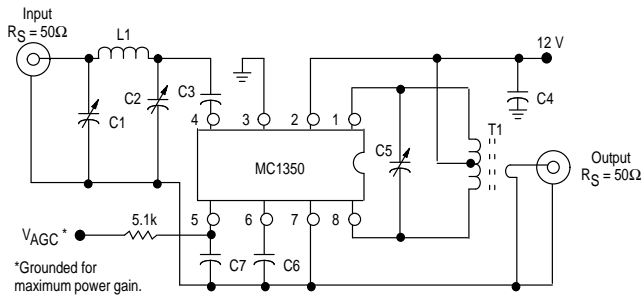 Input
RS = 50Ω
L1
12 V
C1
C2
C3
C4
4
3
2
1
T1
MC1350
C5
Output
RS = 50Ω
5
6
7
8
5.1k
VAGC *
C7
C6
*Grounded for
maximum power gain.